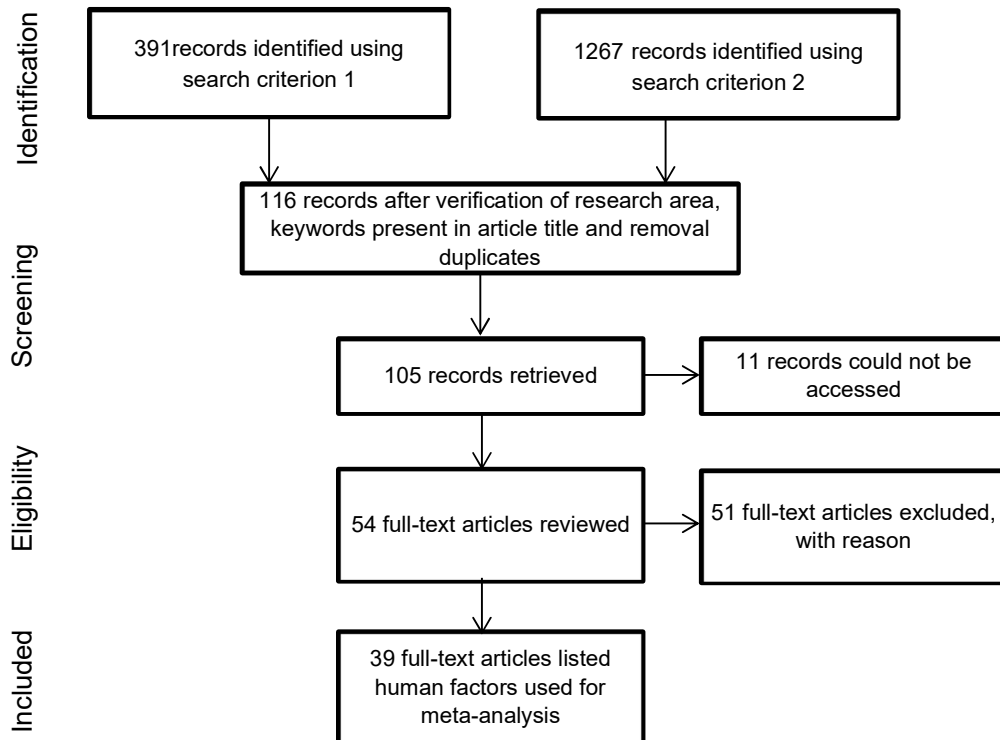 Identification
391records identified using
search criterion 1
1267 records identified using
search criterion 2
Screening
116 records after verification of research area,
keywords present in article title and removal
duplicates
105 records retrieved
11 records could not be
accessed
Eligibility
54 full-text articles reviewed
51 full-text articles excluded,
with reason
Included
39 full-text articles listed
human factors used for
meta-analysis